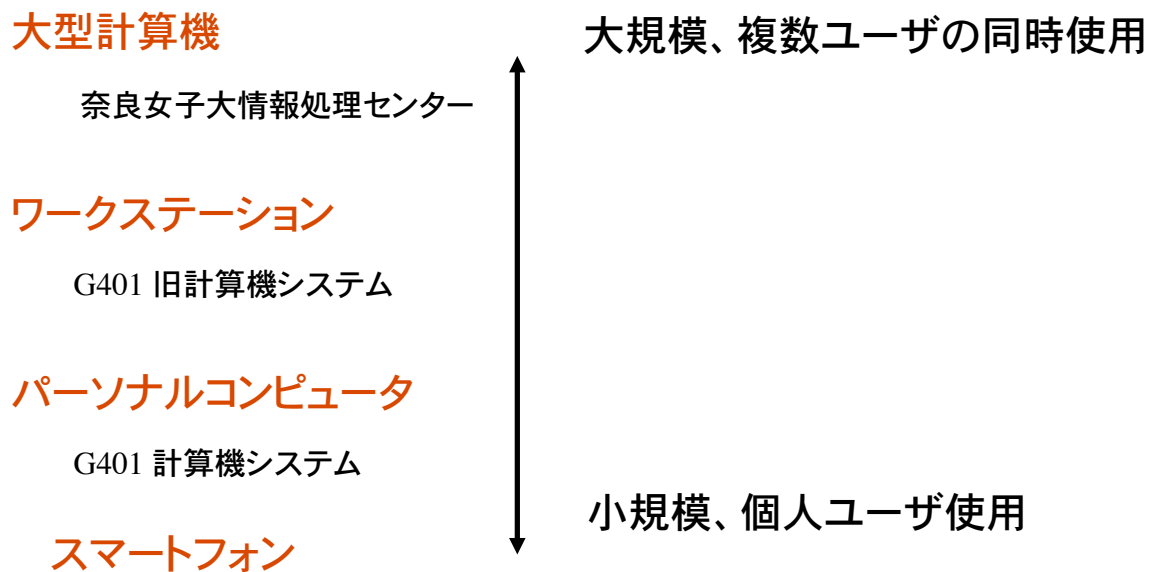 大型計算機
大規模、複数ユーザの同時使用
奈良女子大情報処理センター
ワークステーション
G401 旧計算機システム
パーソナルコンピュータ
G401 計算機システム
小規模、個人ユーザ使用
スマートフォン